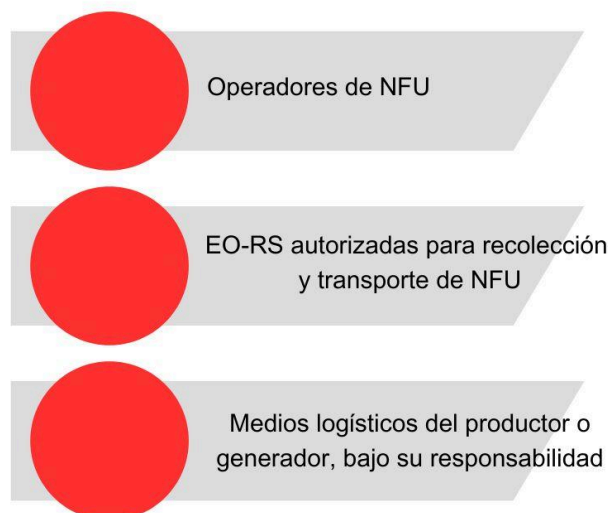 Operadores de NFU
EO-RS autorizadas para recolección
y transporte de NFU
Medios logísticos del productor o
generador, bajo su responsabilidad